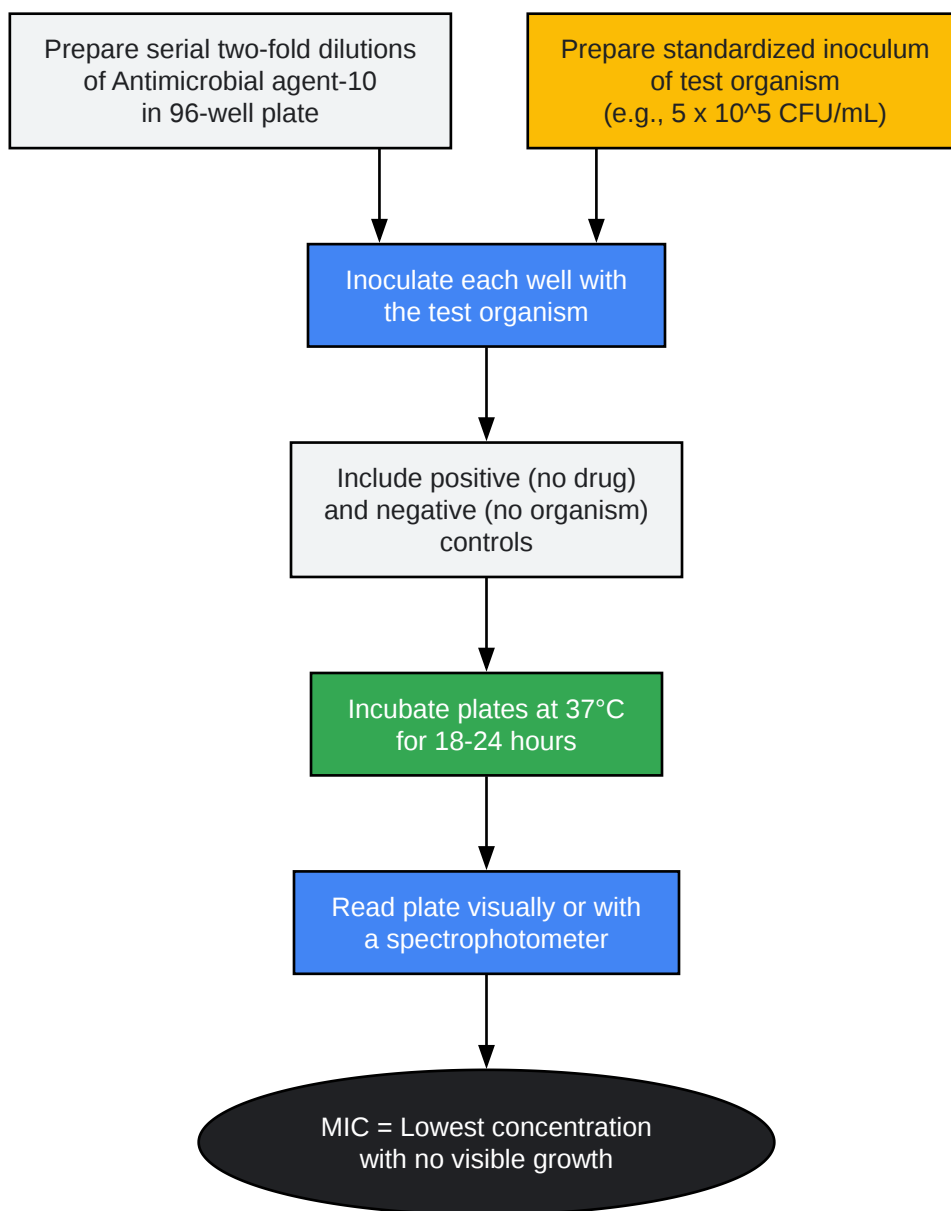 Prepare serial two-fold dilutions
of Antimicrobial agent-10
in 96-well plate
Prepare standardized inoculum
of test organism
(e.g., 5 x 10^5 CFU/mL)
Inoculate each well with
the test organism
Include positive (no drug)
and negative (no organism)
controls
Incubate plates at 37°C
for 18-24 hours
Read plate visually or with
a spectrophotometer
MIC = Lowest concentration
with no visible growth